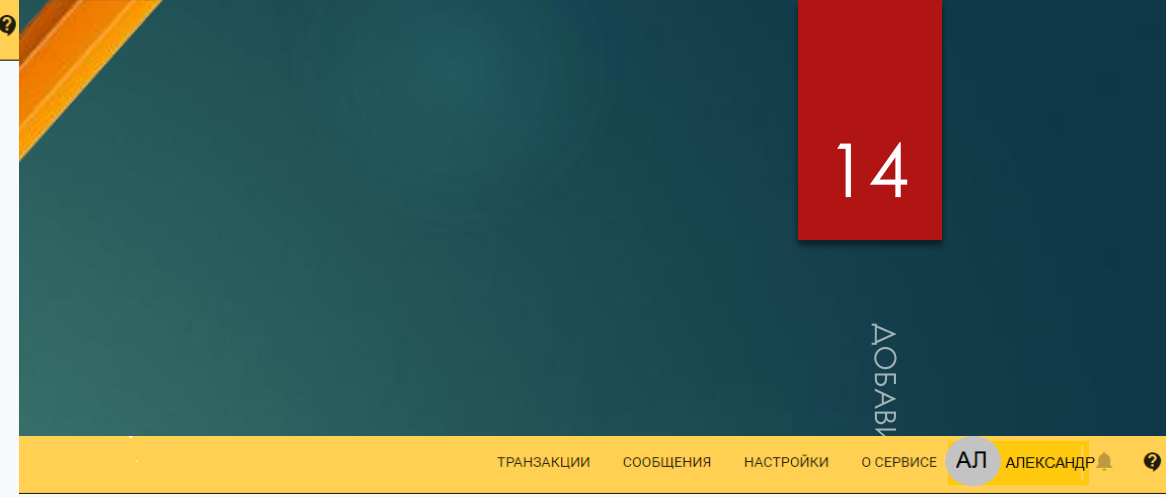 14
ДОБАВИ
ТРАНЗАКЦИИ СООБЩЕНИЯ НАСТРОЙКИ О СЕРВИСЕ АЛ АЛЕКСАНДР